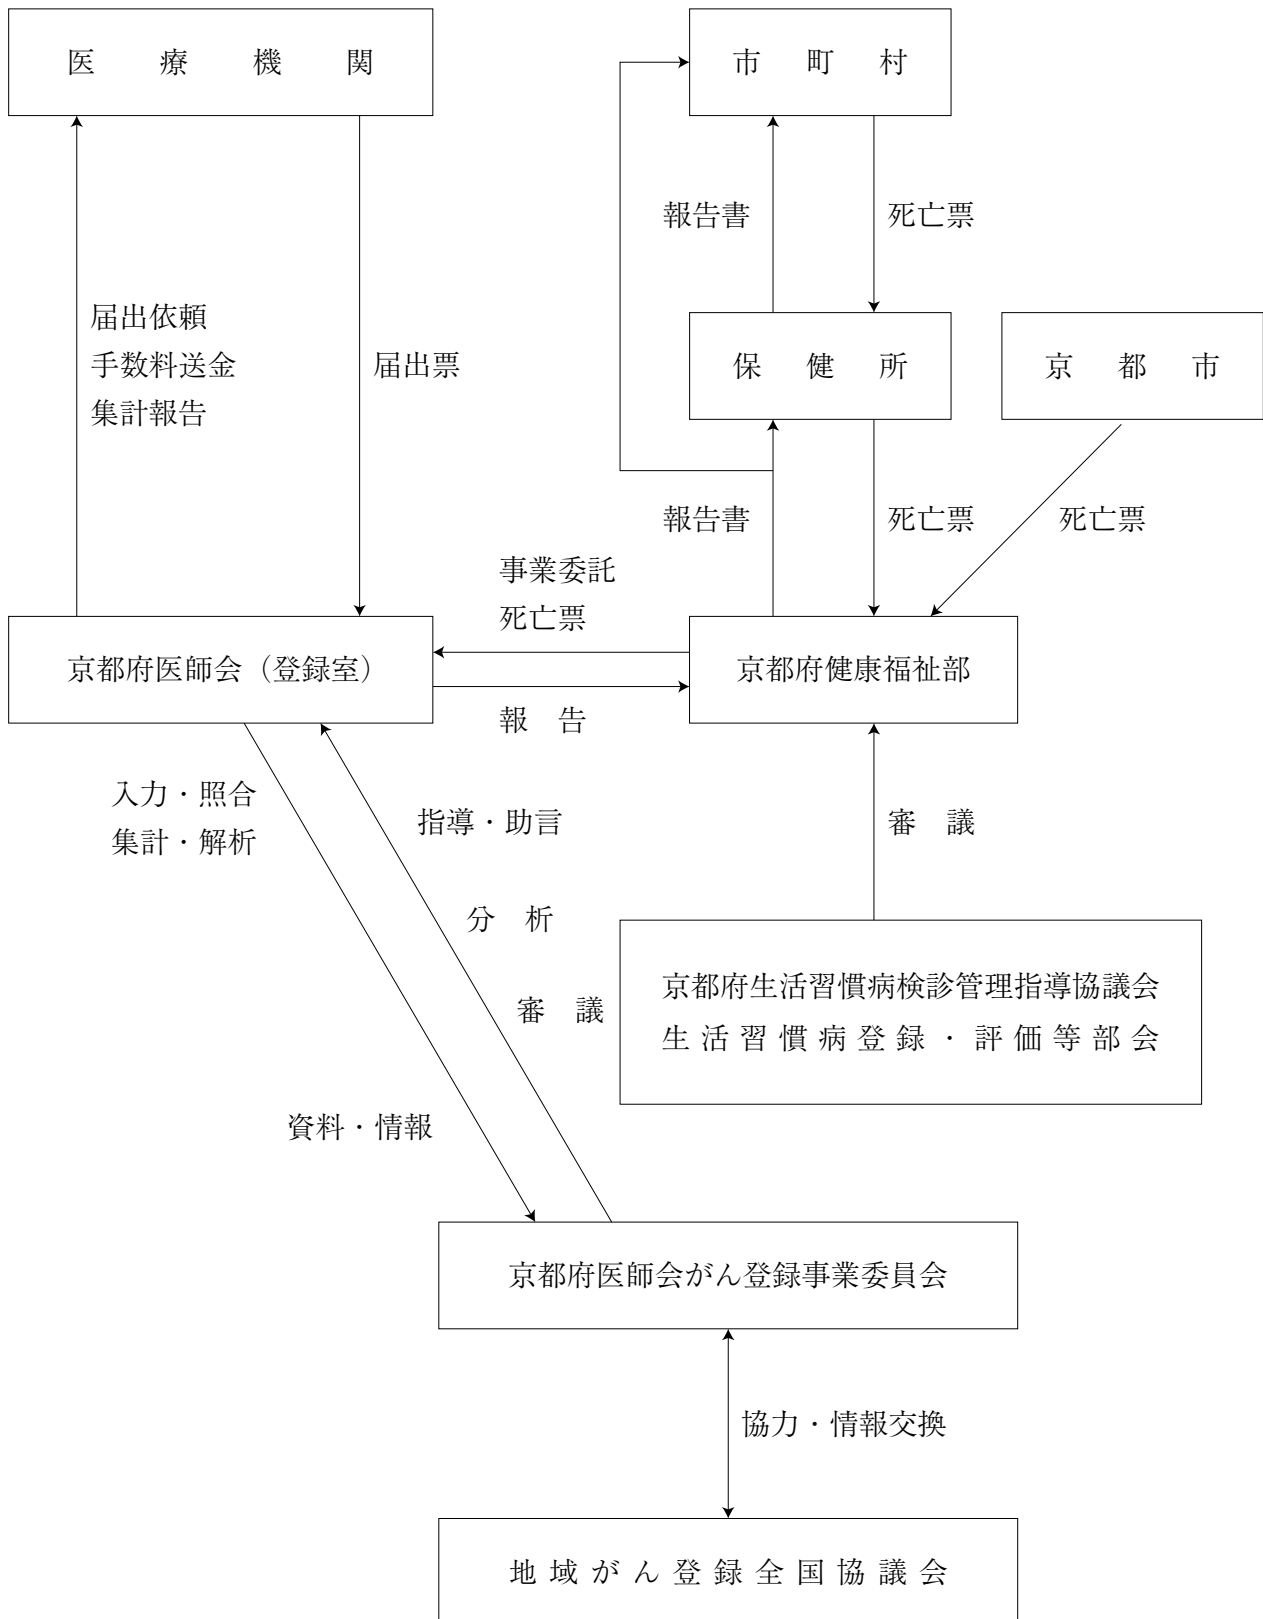 医療機関
市町村
報告書
死亡票
届出依頼
手数料送金
集計報告
届出票
保健所
京都市
報告書
死亡票
死亡票
事業委託
死亡票
京都府医師会（登録室）
京都府健康福祉部
報告
入力・照合
集計・解析
指導・助言
審議
分析
審議
京都府生活習慣病検診管理指導協議会
生活習慣病登録・評価等部会
資料・情報
京都府医師会がん登録事業委員会
協力・情報交換
地域がん登録全国協議会